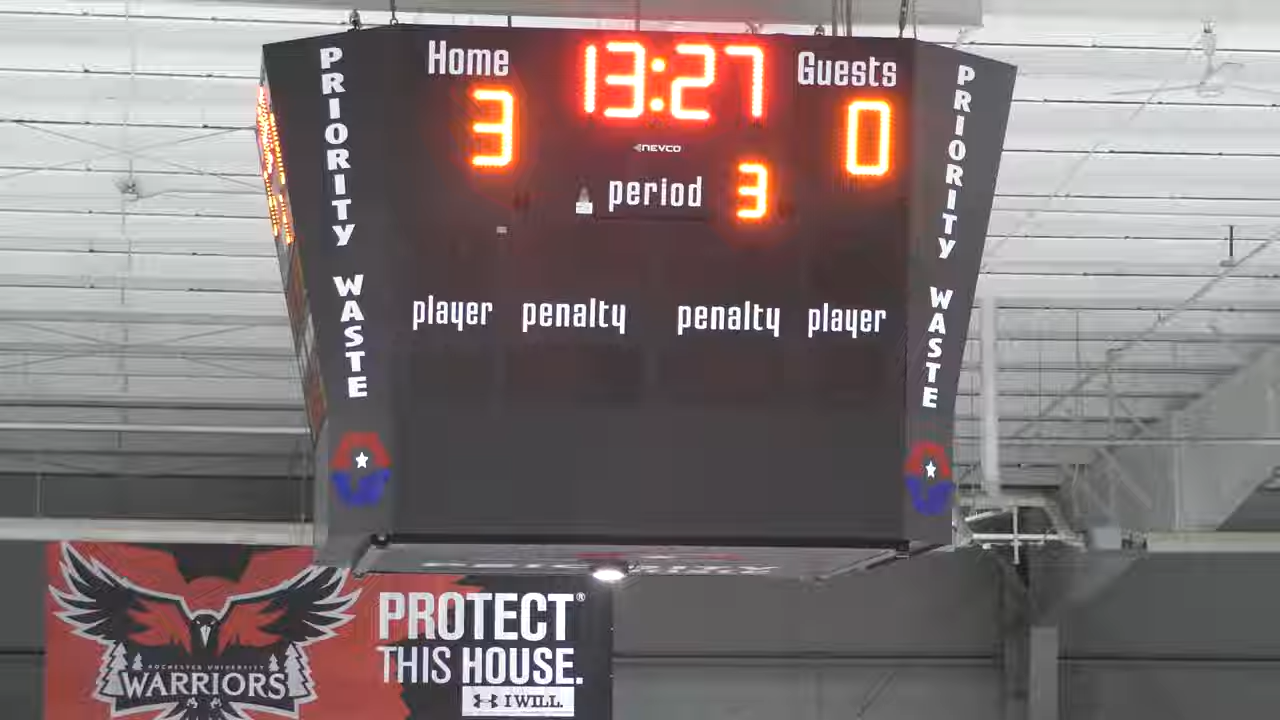 Home 13:27 Guests
3 0
NEVCO
period 3
player penalty penalty player
PRIORITY WASTE
PRIORITY WASTE
PROTECT®
THIS HOUSE.
I WILL.
ROCHESTER UNIVERSITY
WARRIORS